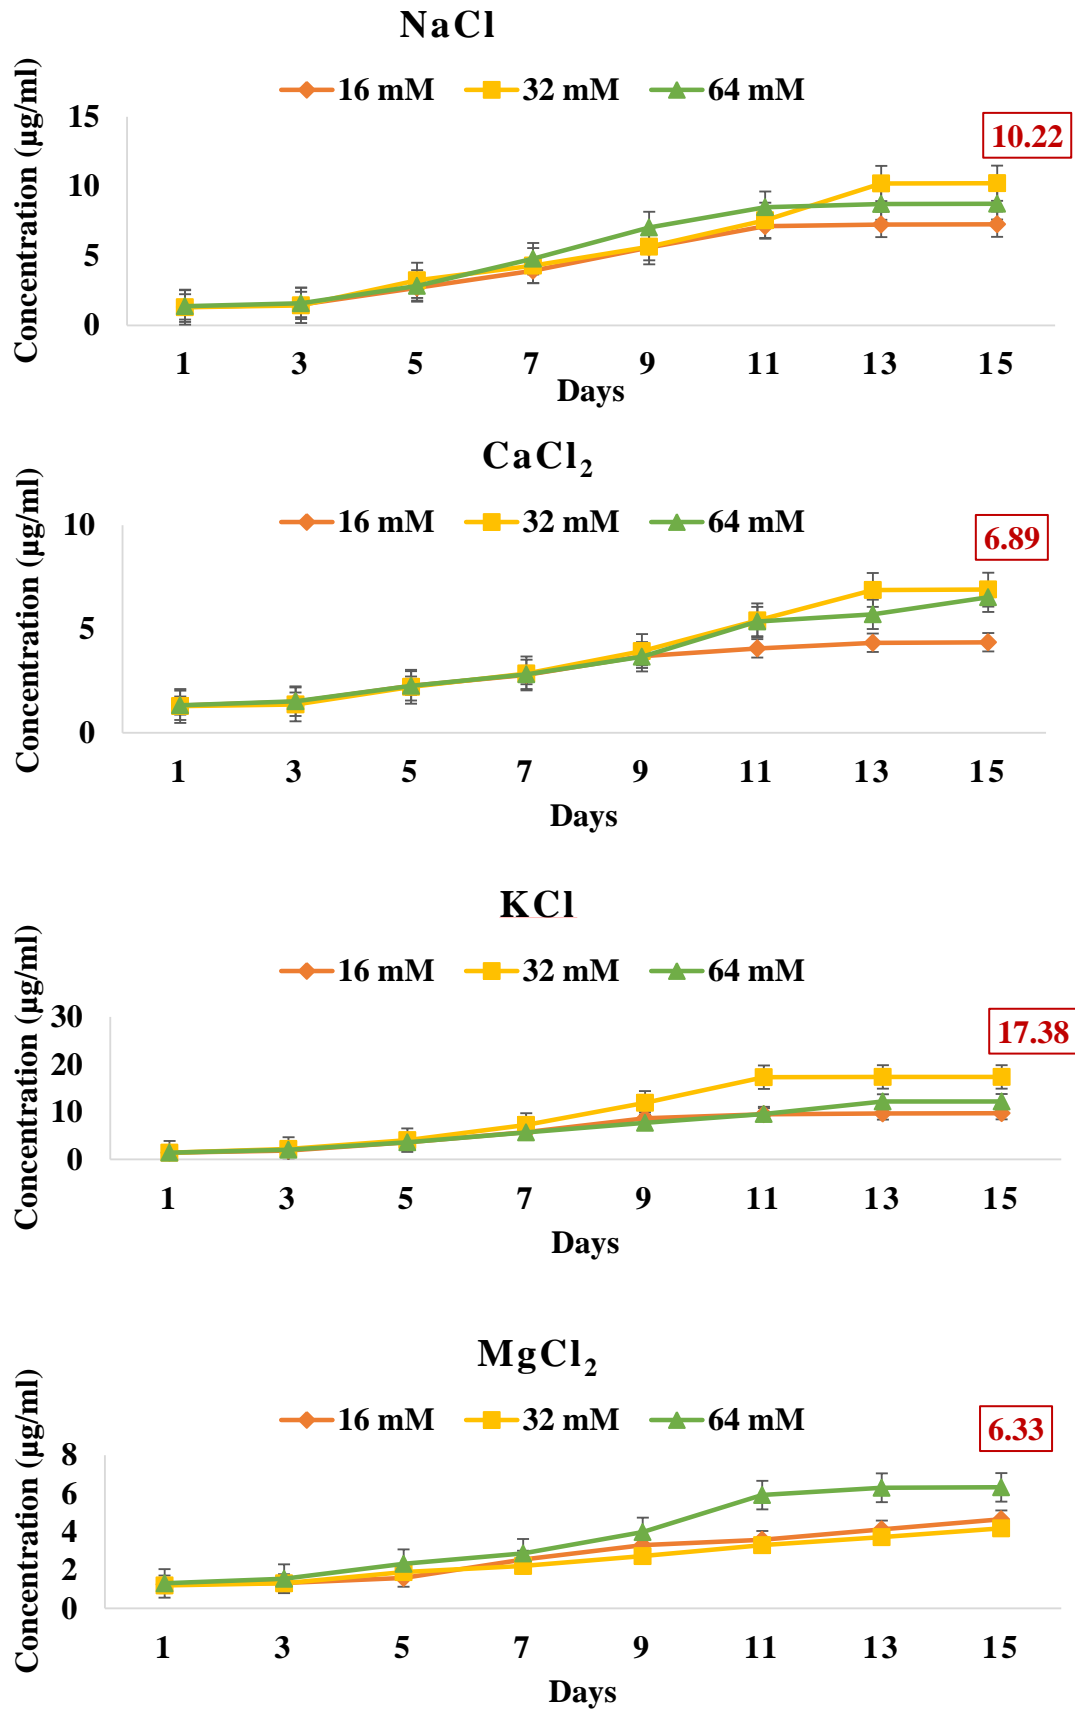 NaCl
16 mM 32 mM 64 mM
10.22
Concentration (µg/ml)
15
10
5
0
1 3 5 7 9 11 13 15
Days
CaCl₂
16 mM 32 mM 64 mM
6.89
Concentration (µg/ml)
10
5
0
1 3 5 7 9 11 13 15
Days
KCl
16 mM 32 mM 64 mM
17.38
Concentration (µg/ml)
30
20
10
0
1 3 5 7 9 11 13 15
Days
MgCl₂
16 mM 32 mM 64 mM
6.33
Concentration (µg/ml)
8
6
4
2
0
1 3 5 7 9 11 13 15
Days